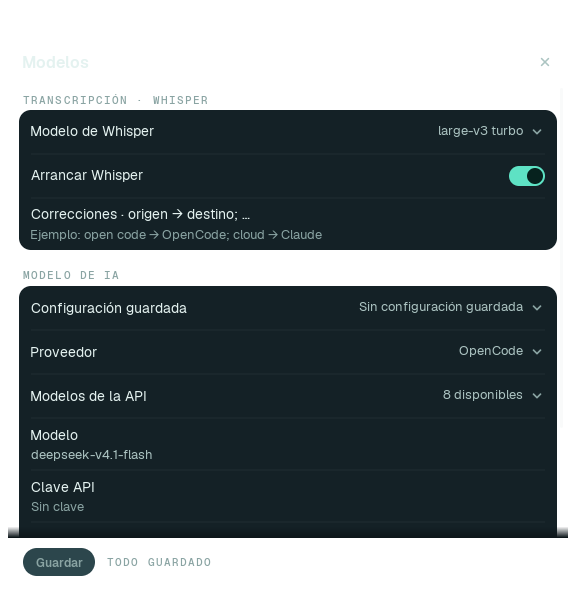 Modelos
TRANSCRIPCIÓN · WHISPER
Modelo de Whisper
large-v3 turbo
Arrancar Whisper
Correcciones · origen → destino; …
Ejemplo: open code → OpenCode; cloud → Claude
MODELO DE IA
Configuración guardada
Sin configuración guardada
Proveedor
OpenCode
Modelos de la API
8 disponibles
Modelo
deepseek-v4.1-flash
Clave API
Sin clave
Guardar
TODO GUARDADO